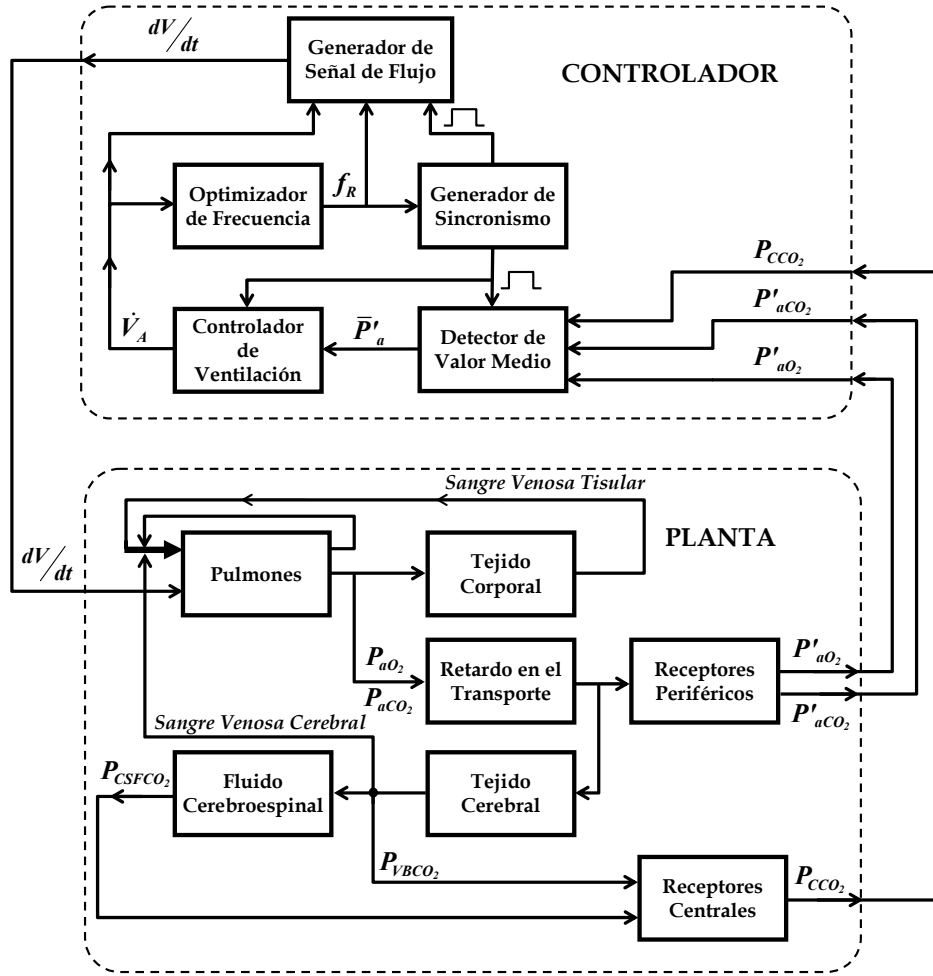 dV/dt
Generador de
Señal de Flujo
CONTROLADOR
Optimizador
de Frecuencia
f_R
Generador de
Sincronismo
P_CCO₂
P'_aCO₂
P'_aO₂
V̇_A
Controlador
de
Ventilación
P̅'_a
Detector de
Valor Medio
Sangre Venosa Tisular
PLANTA
dV/dt
Pulmones
Tejido
Corporal
P_aO₂
P_aCO₂
Retardo en el
Transporte
Receptores
Periféricos
P'_aO₂
P'_aCO₂
Sangre Venosa Cerebral
P_CSFCO₂
Fluido
Cerebroespinal
Tejido
Cerebral
P_VBCO₂
Receptores
Centrales
P_CCO₂